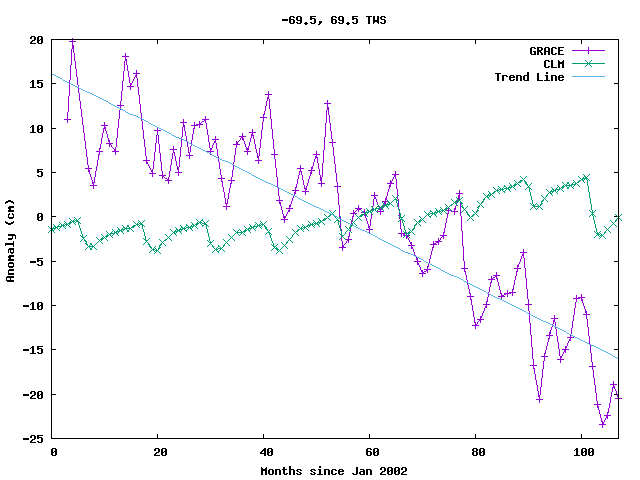 -69.5, 69.5 TWS
GRACE
CLM
Trend Line
20
15
10
5
0
-5
-10
-15
-20
-25
Anomaly (cm)
0 20 40 60 80 100
Months since Jan 2002